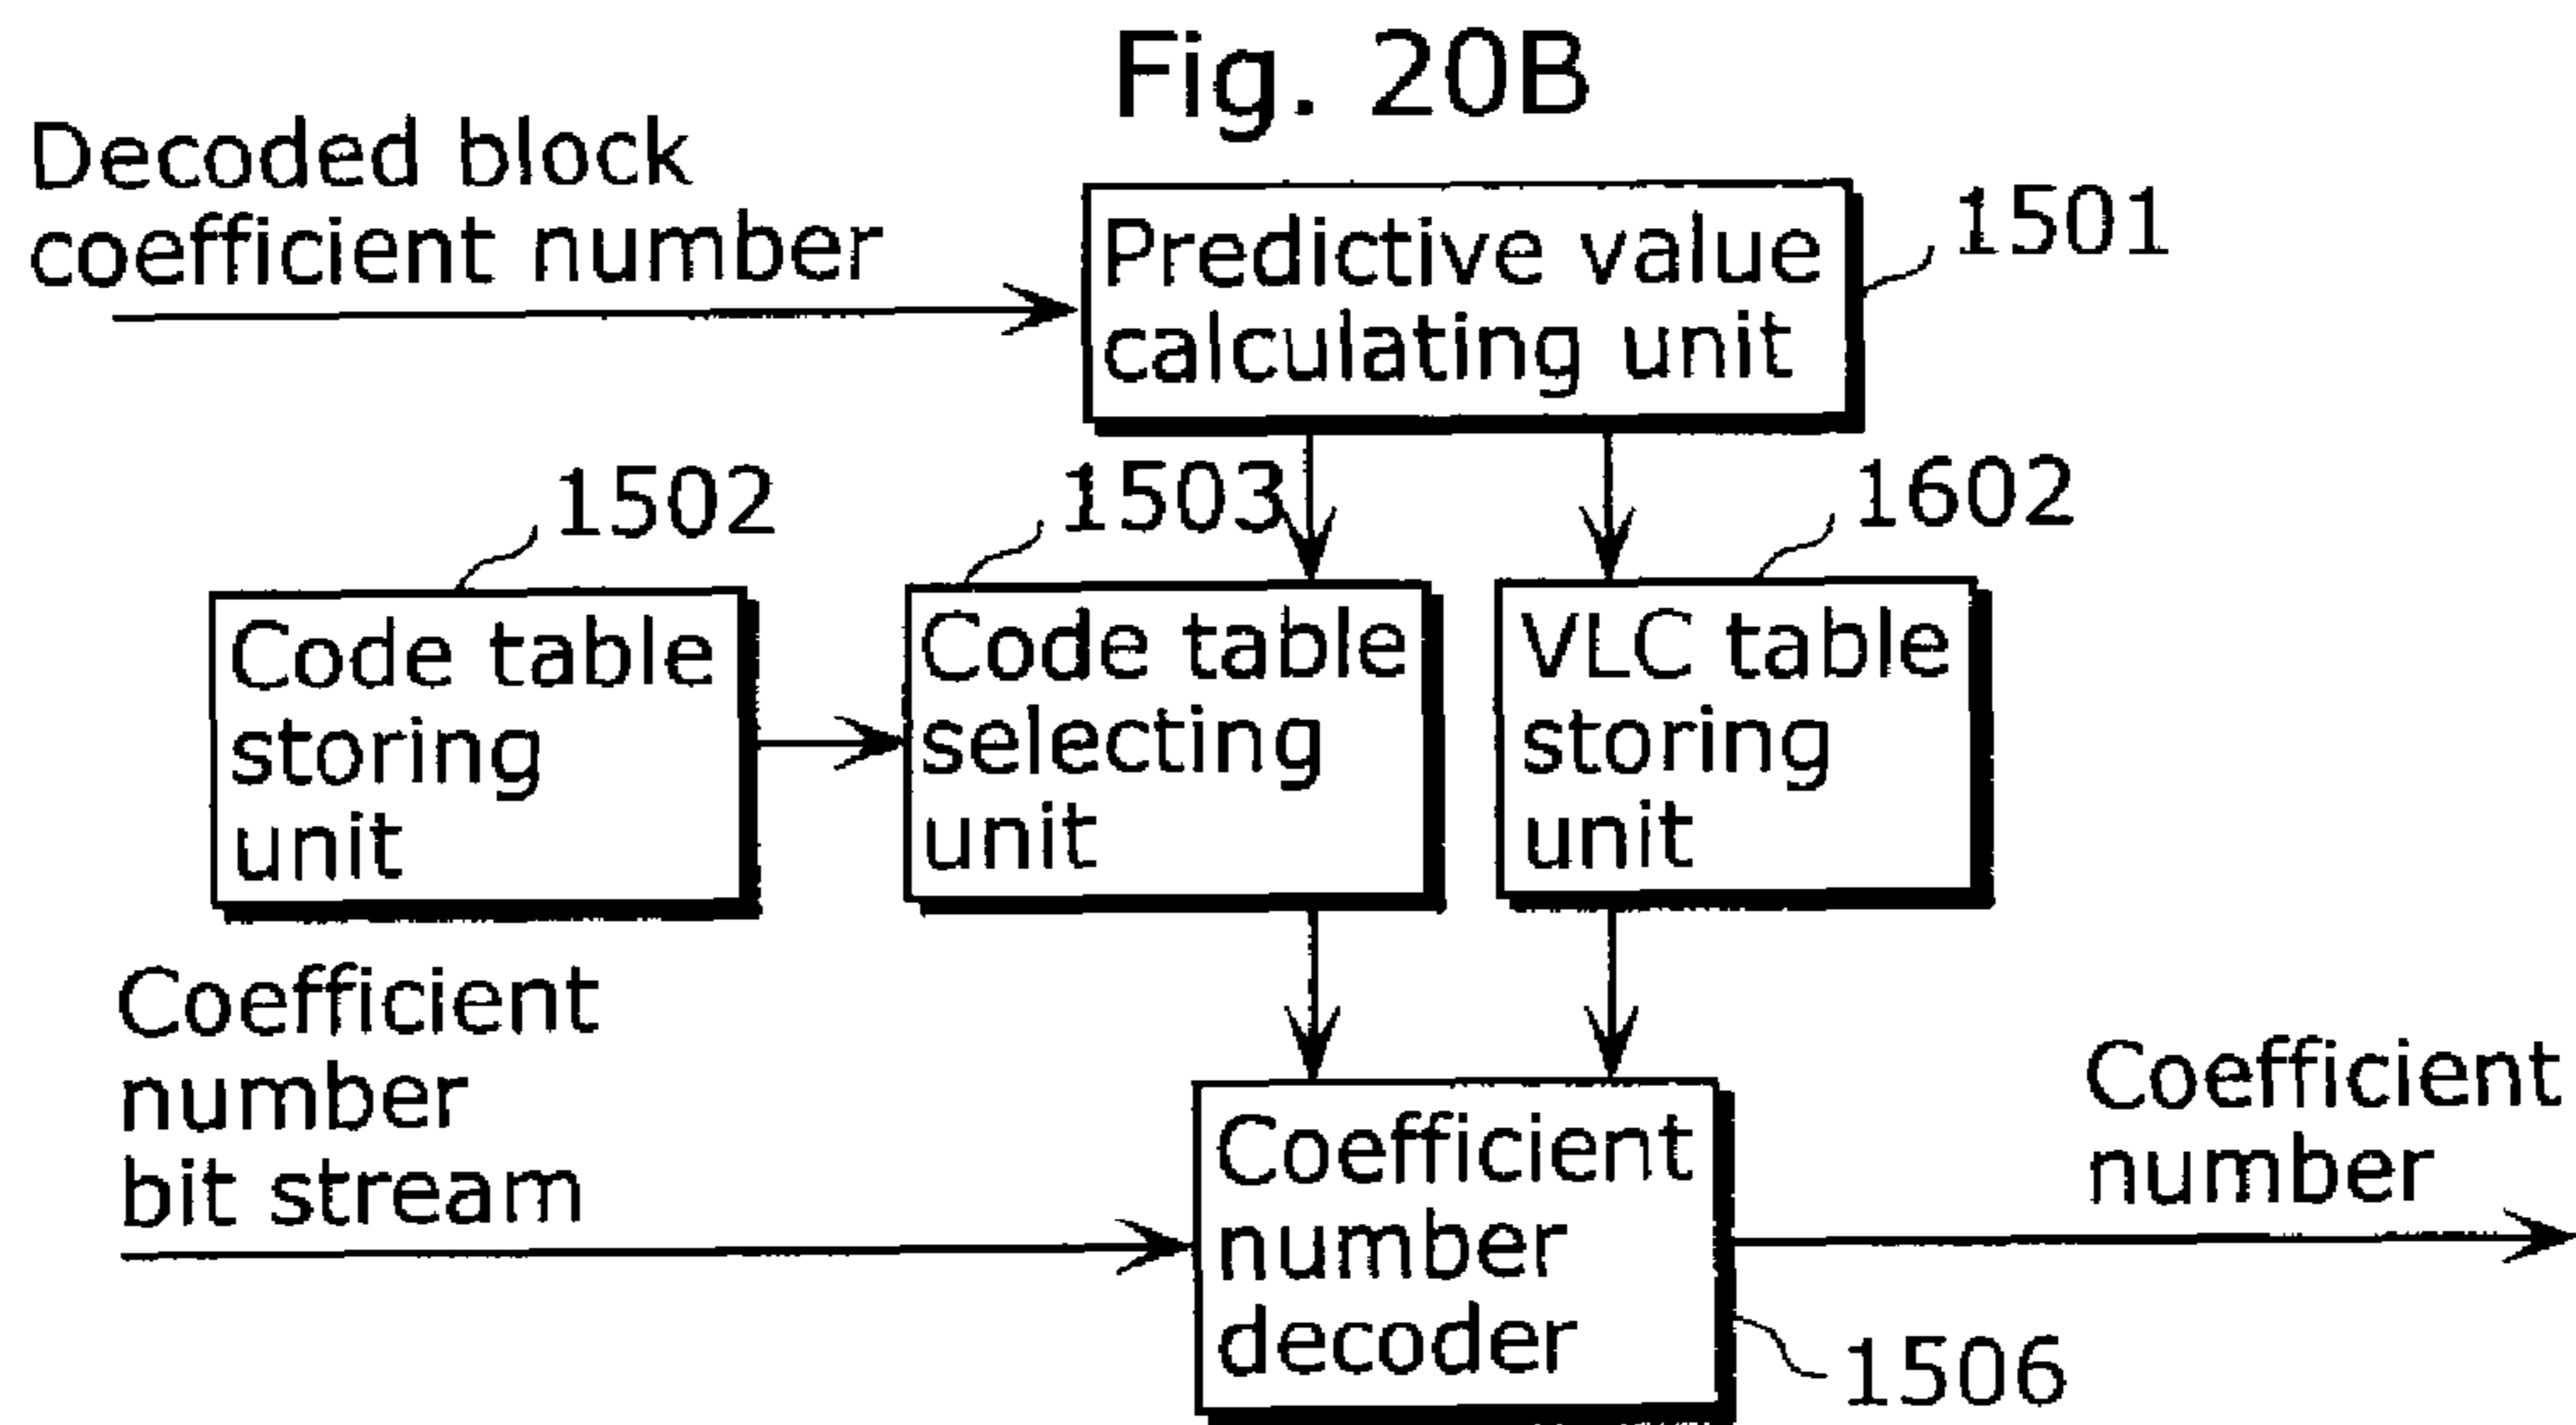 Fig. 20B
Decoded block
coefficient number
Predictive value
calculating unit
1501
1502
1503
1602
Code table
storing
unit
Code table
selecting
unit
VLC table
storing
unit
Coefficient
number
bit stream
Coefficient
number
decoder
Coefficient
number
1506